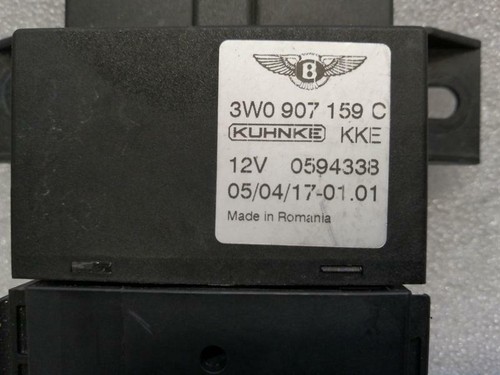 B
3W0 907 159 C
KUHNKE KKE
12V 0594338
05/04/17-01.01
Made in Romania